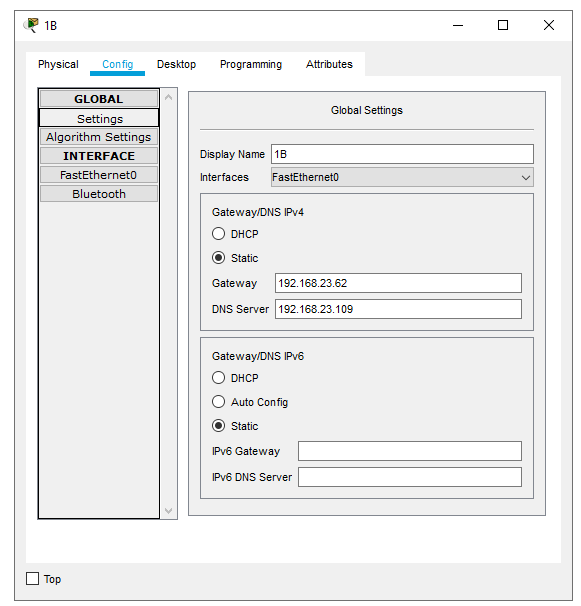 1B
Physical Config Desktop Programming Attributes
GLOBAL
Settings
Algorithm Settings
INTERFACE
FastEthernet0
Bluetooth
Global Settings
Display Name 1B
Interfaces FastEthernet0
Gateway/DNS IPv4
DHCP
Static
Gateway 192.168.23.62
DNS Server 192.168.23.109
Gateway/DNS IPv6
DHCP
Auto Config
Static
IPv6 Gateway
IPv6 DNS Server
Top